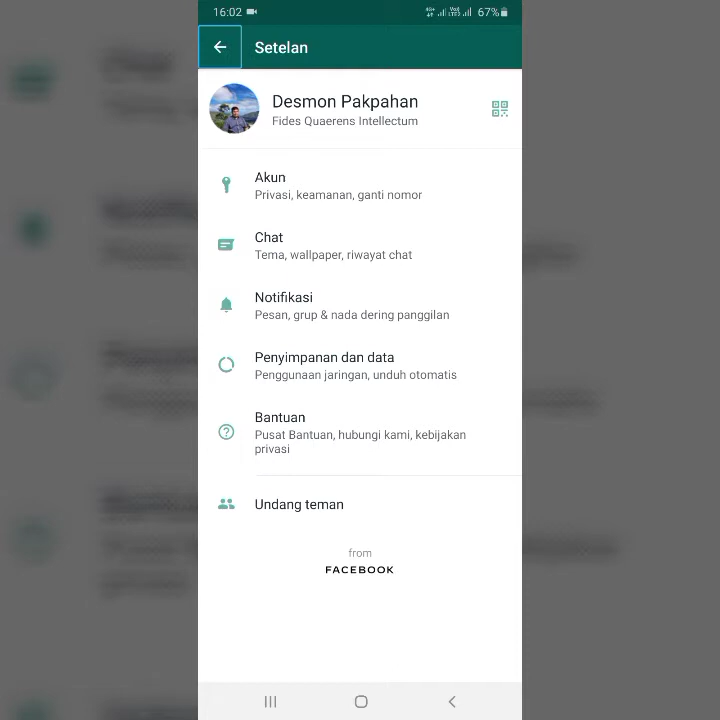 16:02 67%
Setelan
Desmon Pakpahan
Fides Quaerens Intellectum
Akun
Privasi, keamanan, ganti nomor
Chat
Tema, wallpaper, riwayat chat
Notifikasi
Pesan, grup & nada dering panggilan
Penyimpanan dan data
Penggunaan jaringan, unduh otomatis
Bantuan
Pusat Bantuan, hubungi kami, kebijakan
privasi
Undang teman
from
FACEBOOK